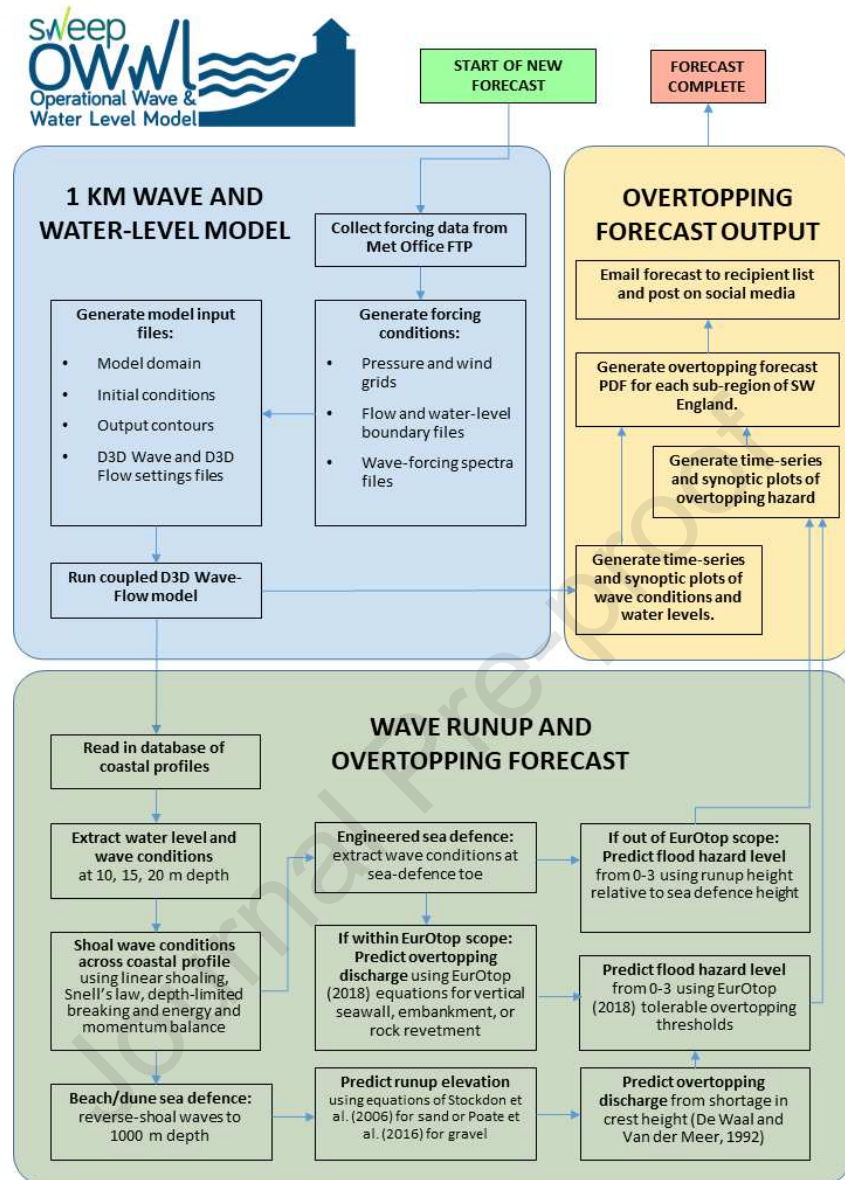 sweep
OWWL
Operational Wave &
Water Level Model
START OF NEW
FORECAST
FORECAST
COMPLETE
1 KM WAVE AND
WATER-LEVEL MODEL
Collect forcing data from
Met Office FTP
Generate model input
files:
• Model domain
• Initial conditions
• Output contours
• D3D Wave and D3D
Flow settings files
Generate forcing
conditions:
• Pressure and wind
grids
• Flow and water-level
boundary files
• Wave-forcing spectra
files
Run coupled D3D Wave-
Flow model
OVERTOPPING
FORECAST OUTPUT
Email forecast to recipient list
and post on social media
Generate overtopping forecast
PDF for each sub-region of SW
England.
Generate time-series
and synoptic plots of
overtopping hazard
Generate time-series
and synoptic plots of
wave conditions and
water levels.
WAVE RUNUP AND
OVERTOPPING FORECAST
Read in database of
coastal profiles
Extract water level and
wave conditions
at 10, 15, 20 m depth
Shoal wave conditions
across coastal profile
using linear shoaling,
Snell's law, depth-limited
breaking and energy and
momentum balance
Beach/dune sea defence:
reverse-shoal waves to
1000 m depth
Engineered sea defence:
extract wave conditions at
sea-defence toe
If within EurOtop scope:
Predict overtopping
discharge using EurOtop
(2018) equations for vertical
seawall, embankment, or
rock revetment
Predict runup elevation
using equations of Stockdon
et al. (2006) for sand or Poate
et al. (2016) for gravel
If out of EurOtop scope:
Predict flood hazard level
from 0-3 using runup height
relative to sea defence height
Predict flood hazard level
from 0-3 using EurOtop
(2018) tolerable overtopping
thresholds
Predict overtopping
discharge from shortage in
crest height (De Waal and
Van der Meer, 1992)
Journal Pre-proof